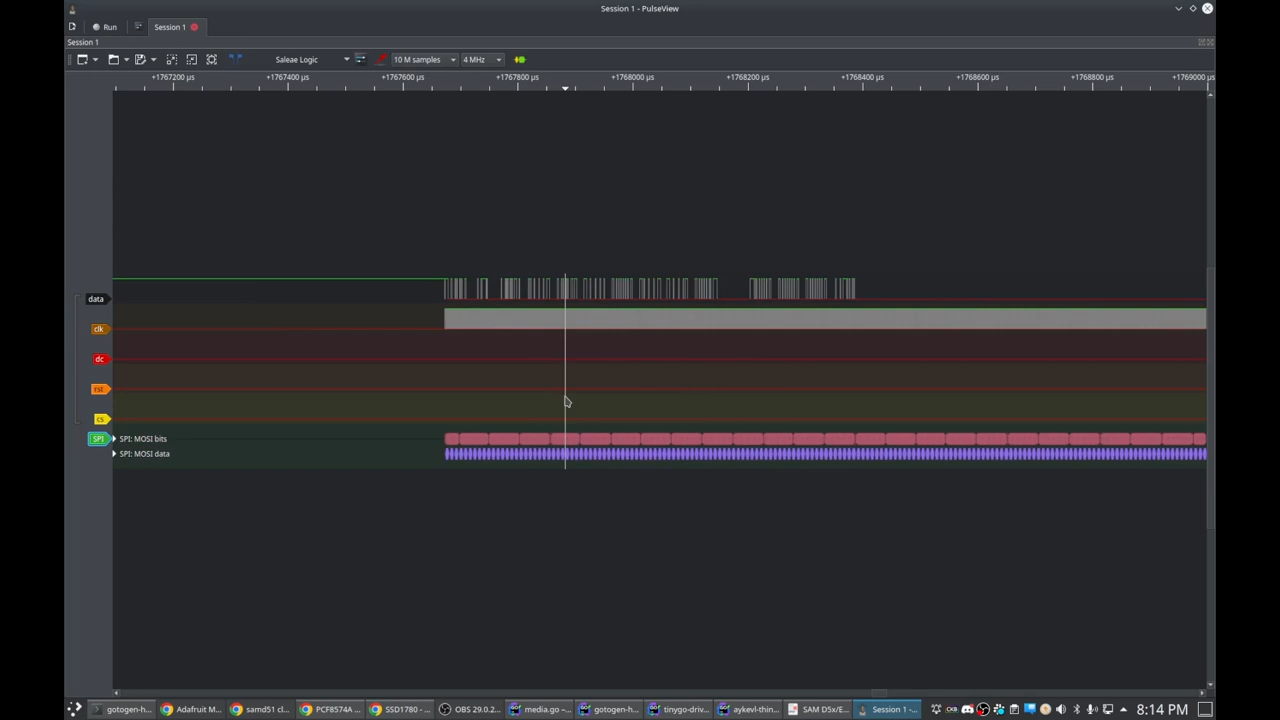 Session 1 - PulseView
Run
Session 1
Session 1
Saleae Logic
10 M samples
4 MHz
+1767200 µs +1767400 µs +1767600 µs +1767800 µs +1768000 µs +1768200 µs +1768400 µs +1768600 µs +1768800 µs +1769000 µs
data
clk
dc
rst
cs
SPI SPI: MOSI bits
SPI: MOSI data
gotogen-h... Adafruit M... samd51 cl... PCF8574A ... SSD1780 - ... OBS 29.0.2... media.go –... gotogen-h... tinygo-driv... aykevl-thin... SAM D5x/E... Session 1 -... 8:14 PM